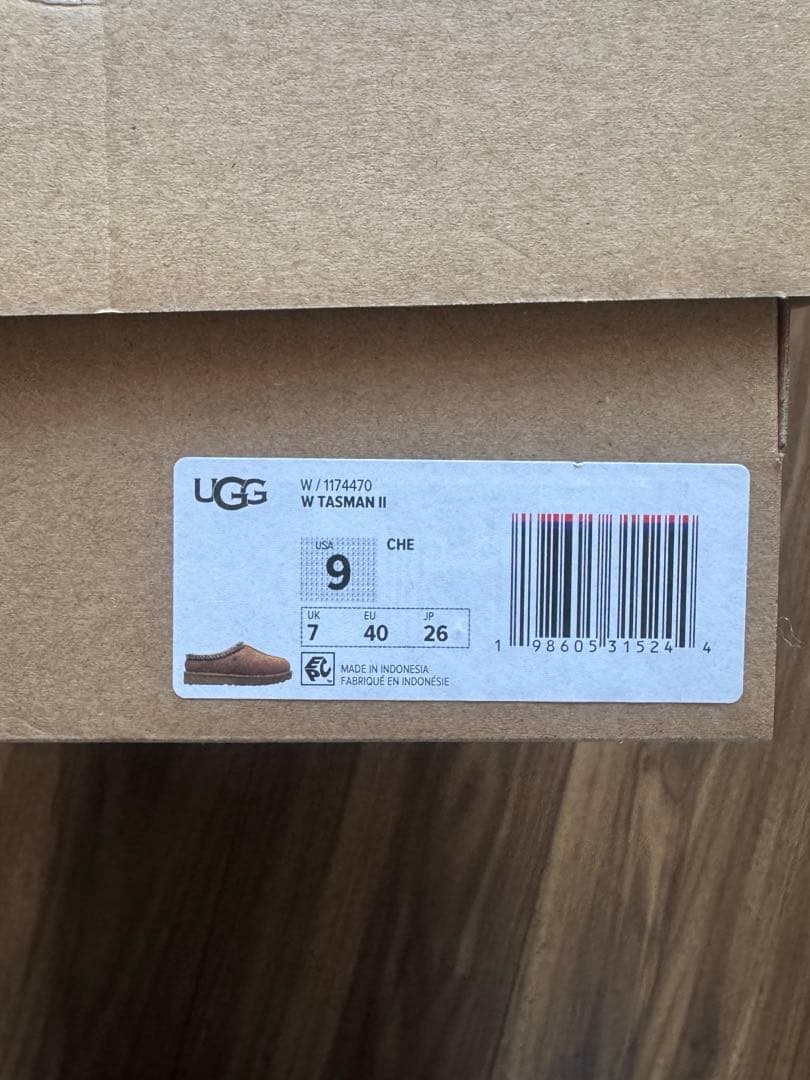 UGG
W / 1174470
W TASMAN II
USA
9
CHE
UK EU JP
7 40 26
EPC
MADE IN INDONESIA
FABRIQUÉ EN INDONÉSIE
1 98605 31524 4